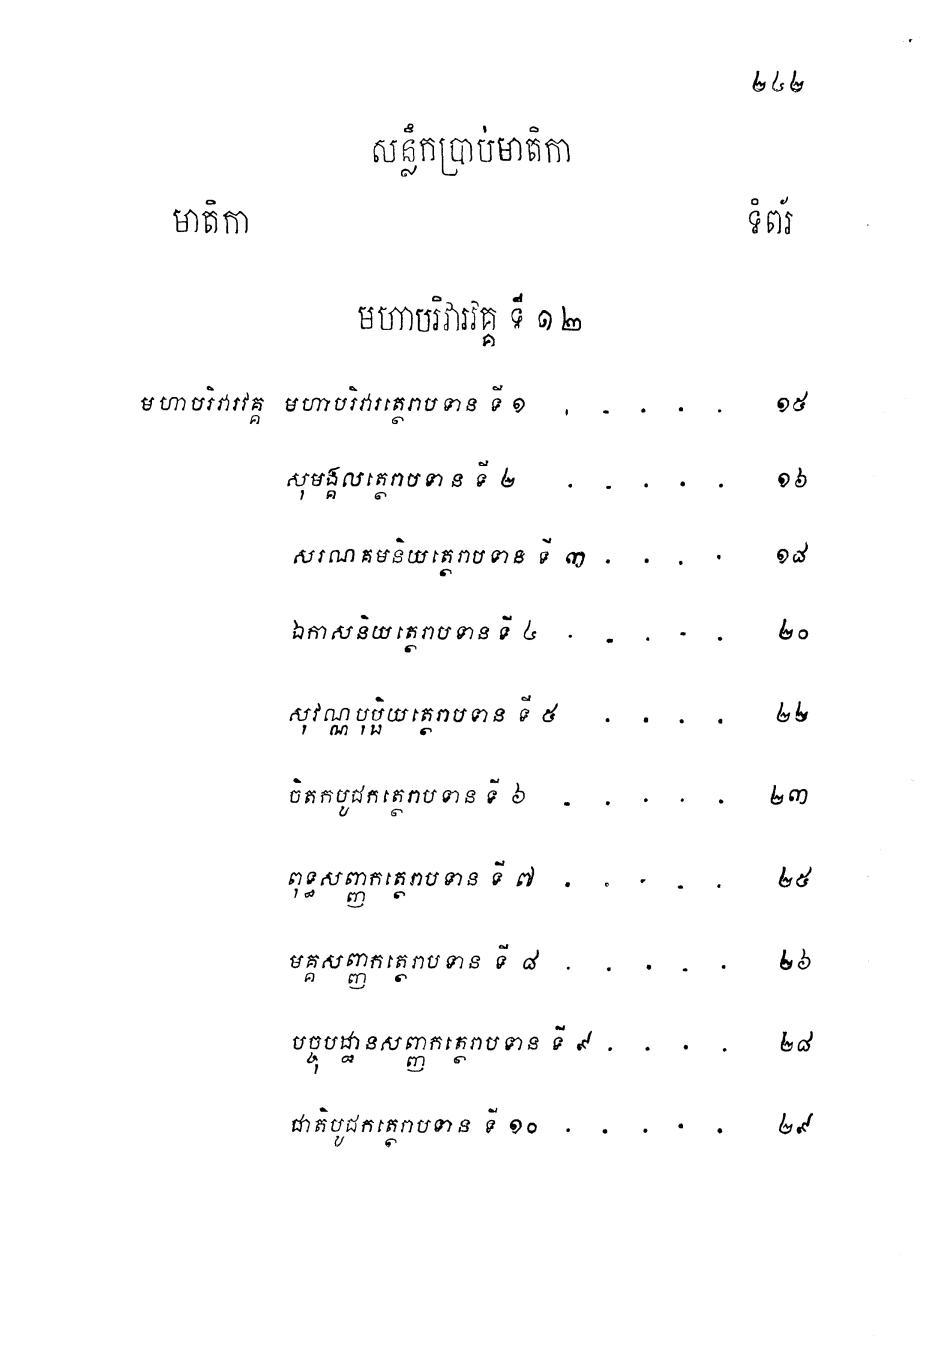 ២៤២
សន្លឹកប្រាប់មាតិកា
មាតិកា ទំព័រ
មហាបរិវារវគ្គ ទី ១២
មហាបរិវារវគ្គ មហាបរិវារត្ថេរាបទាន ទី ១ . . . . . ១៥
សុមង្គលត្ថេរាបទាន ទី ២ . . . . . ១៦
សរណគមនិយត្ថេរាបទាន ទី ៣ . . . . ១៨
ឯកាសនិយត្ថេរាបទាន ទី ៤ . . . . . ២០
សុវណ្ណបុប្ផិយត្ថេរាបទាន ទី ៥ . . . . ២២
ចិតកបូជកត្ថេរាបទាន ទី ៦ . . . . . ២៣
ពុទ្ធសញ្ញកត្ថេរាបទាន ទី ៧ . . . . . ២៥
មគ្គសញ្ញកត្ថេរាបទាន ទី ៨ . . . . . ២៦
បច្ចុបដ្ឋានសញ្ញកត្ថេរាបទាន ទី ៩ . . . . ២៨
ជាតិបូជកត្ថេរាបទាន ទី ១០ . . . . . ២៩